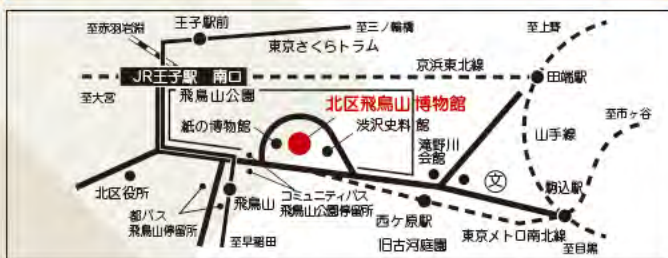 至赤羽岩淵
王子駅前
至三ノ輪橋
東京さくらトラム
至上野
JR王子駅 南口
京浜東北線
田端駅
至大宮
飛鳥山公園
北区飛鳥山博物館
紙の博物館
渋沢史料館
滝野川
会館
山手線
至市ヶ谷
文
駒込駅
北区役所
都バス
飛鳥山停留所
飛鳥山
コミュニティバス
飛鳥山公園停留所
西ケ原駅
旧古河庭園
東京メトロ南北線
至早稲田
至目黒